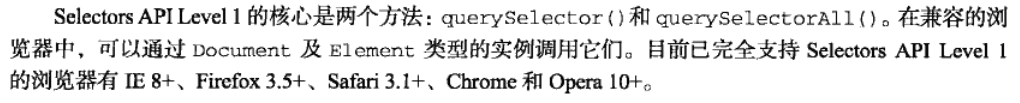 Selectors API Level 1 的核心是两个方法：querySelector()和 querySelectorAll()。在兼容的浏
览器中，可以通过 Document 及 Element 类型的实例调用它们。目前已完全支持 Selectors API Level 1
的浏览器有 IE 8+、Firefox 3.5+、Safari 3.1+、Chrome 和 Opera 10+。